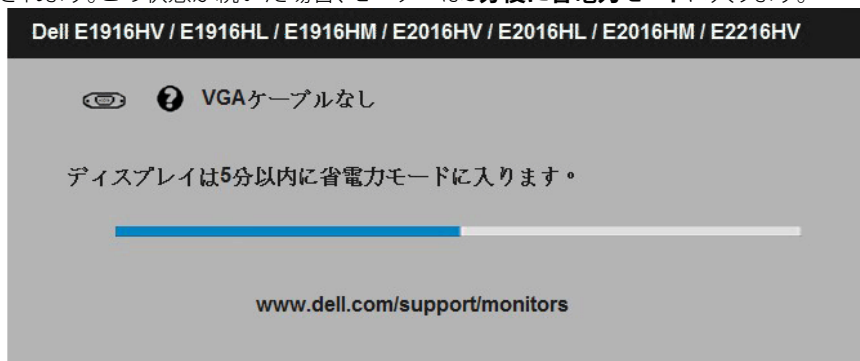 Dell E1916HV / E1916HL / E1916HM / E2016HV / E2016HL / E2016HM / E2216HV
VGAケーブルなし
ディスプレイは5分以内に省電力モードに入ります。
www.dell.com/support/monitors